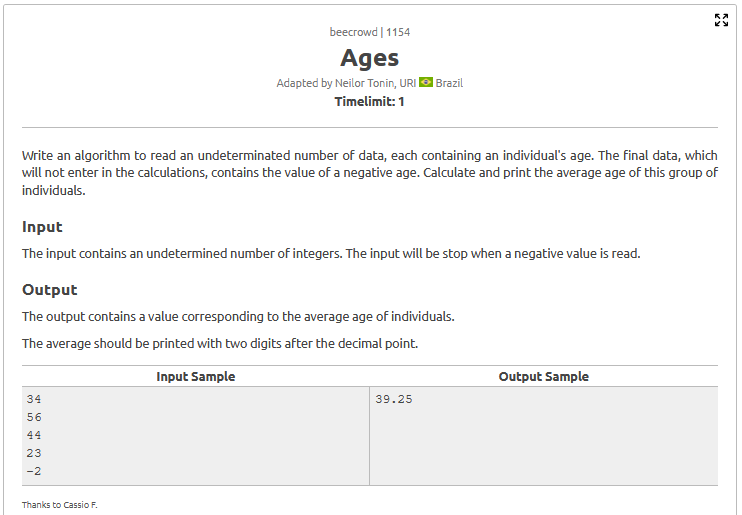 beecrowd | 1154
Ages
Adapted by Neilor Tonin, URI Brazil
Timelimit: 1
Write an algorithm to read an undeterminated number of data, each containing an individual's age. The final data, which
will not enter in the calculations, contains the value of a negative age. Calculate and print the average age of this group of
individuals.
Input
The input contains an undetermined number of integers. The input will be stop when a negative value is read.
Output
The output contains a value corresponding to the average age of individuals.
The average should be printed with two digits after the decimal point.
Input Sample Output Sample
34 39.25
56
44
23
-2
Thanks to Cassio F.